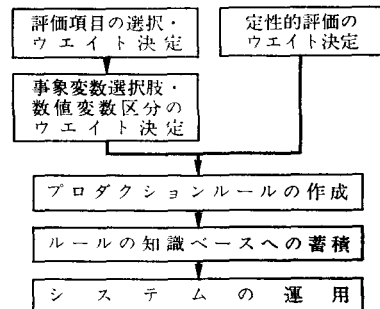 評価項目の選択・
ウエイト決定
定性的評価の
ウエイト決定
事象変数選択肢・
数値変数区分の
ウエイト決定
プロダクションルールの作成
ルールの知識ベースへの蓄積
システムの運用